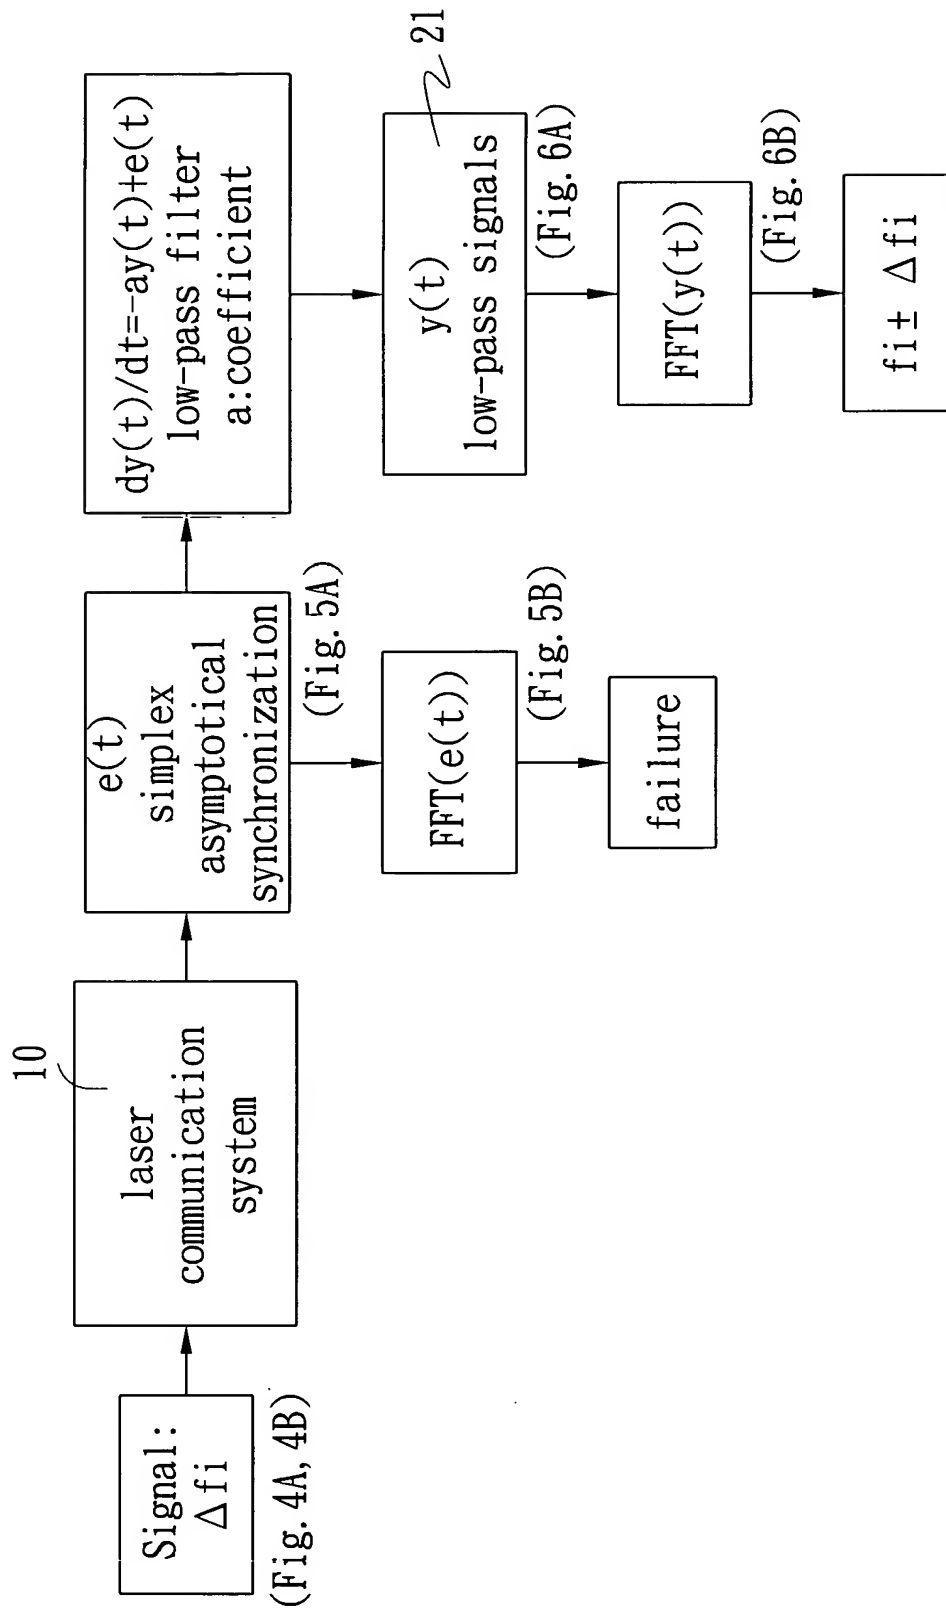 Signal:
Δfi
(Fig. 4A, 4B)
10
laser
communication
system
e(t)
simplex
asymptotical
synchronization
(Fig. 5A)
FFT(e(t))
(Fig. 5B)
failure
dy(t)/dt=-ay(t)+e(t)
low-pass filter
a:coefficient
y(t)
low-pass signals
21
(Fig. 6A)
FFT(y(t))
(Fig. 6B)
fi± Δfi